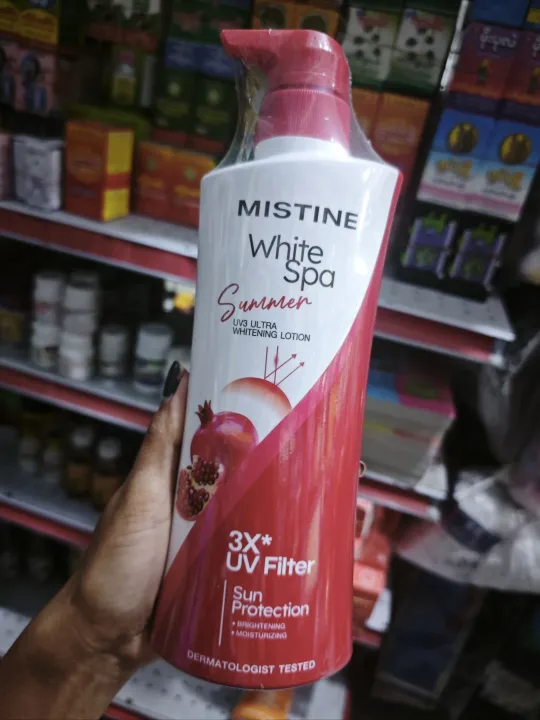 MISTINE
White
Spa
Summer
UV3 ULTRA
WHITENING LOTION
3X*
UV Filter
Sun
Protection
• BRIGHTENING
• MOISTURIZING
DERMATOLOGIST TESTED